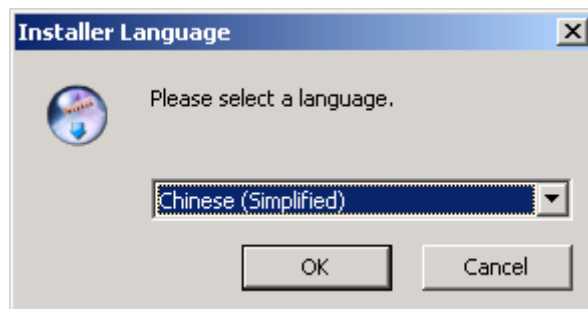 Installer Language
Please select a language.
Chinese (Simplified)
OK
Cancel